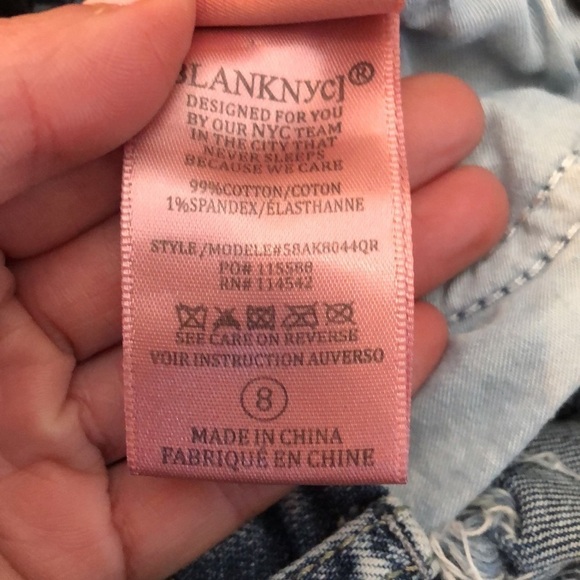 BLANKNYC]®
DESIGNED FOR YOU
BY OUR NYC TEAM
IN THE CITY THAT
NEVER SLEEPS
BECAUSE WE CARE
99%COTTON/COTON
1%SPANDEX/ÉLASTHANNE
STYLE/MODELE#58AK8044QR
PO# 115588
RN# 114542
SEE CARE ON REVERSE
VOIR INSTRUCTION AUVERSO
8
MADE IN CHINA
FABRIQUÉ EN CHINE